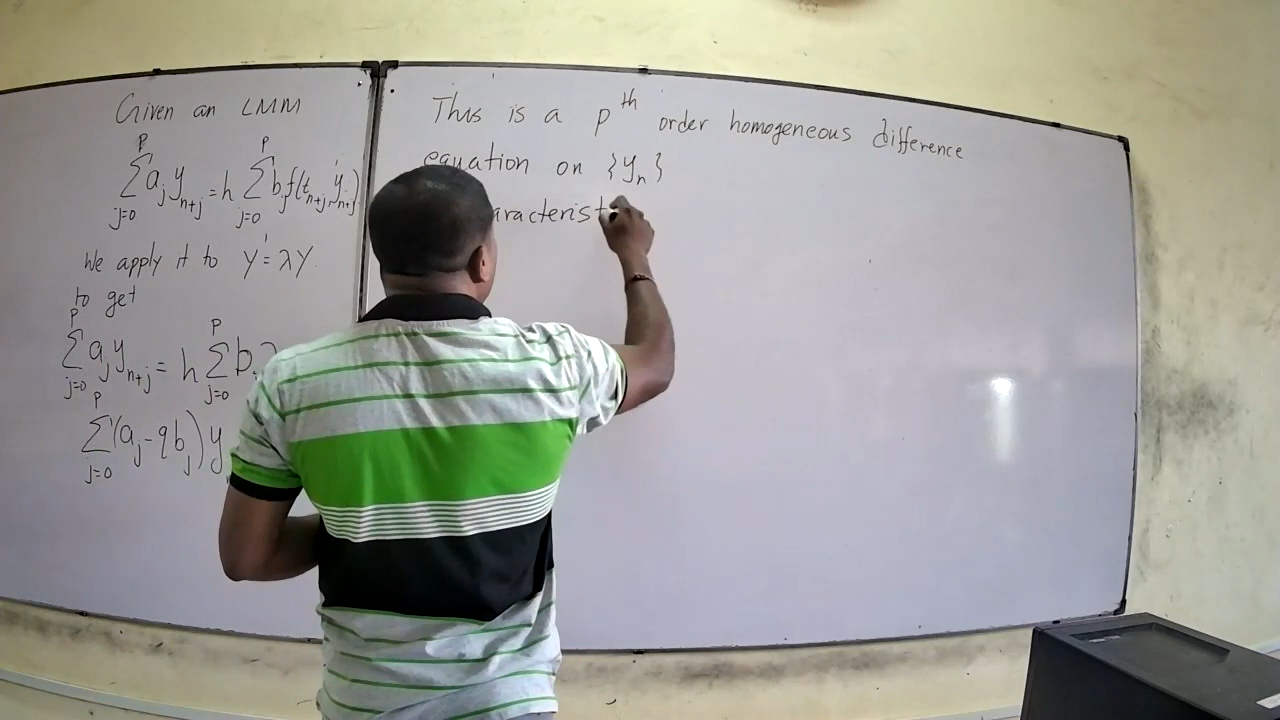 Given an LMM
p p
∑ a_j y_{n+j} = h ∑ b_j f(t_{n+j}, y_{n+j})
j=0 j=0
We apply it to y' = λy
to get
p p
∑ a_j y_{n+j} = h ∑ b
j=0 j=0
p
∑ (a_j - q b_j) y
j=0
This is a p^th order homogeneous difference
equation on {y_n}
aracterist